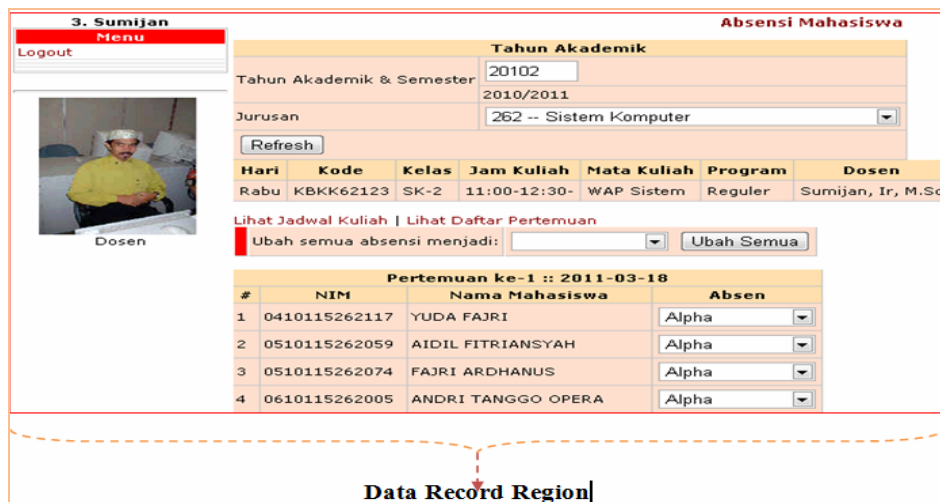 3. Sumijan
Absensi Mahasiswa
Menu
Logout
Dosen
Tahun Akademik
Tahun Akademik & Semester
20102
2010/2011
Jurusan
262 -- Sistem Komputer
Refresh
Hari Kode Kelas Jam Kuliah Mata Kuliah Program Dosen
Rabu KBKK62123 SK-2 11:00-12:30- WAP Sistem Reguler Sumijan, Ir, M.Sc
Lihat Jadwal Kuliah | Lihat Daftar Pertemuan
Ubah semua absensi menjadi: Ubah Semua
Pertemuan ke-1 :: 2011-03-18
# NIM Nama Mahasiswa Absen
1 0410115262117 YUDA FAJRI Alpha
2 0510115262059 AIDIL FITRIANSYAH Alpha
3 0510115262074 FAJRI ARDHANUS Alpha
4 0610115262005 ANDRI TANGGO OPERA Alpha
Data Record Region